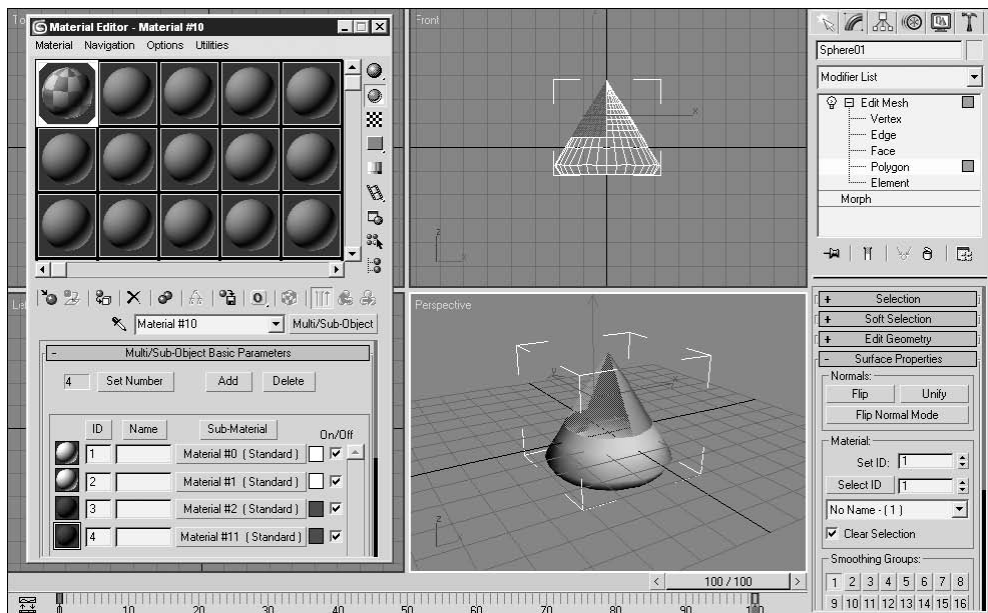 To
Material Editor - Material #10
Material Navigation Options Utilities
Front
x
z
x
Left
Perspective
y
x
z
Material #10
Multi/Sub-Object
- Multi/Sub-Object Basic Parameters
4 Set Number Add Delete
ID Name Sub-Material On/Off
1 Material #0 ( Standard )
2 Material #1 ( Standard )
3 Material #2 ( Standard )
4 Material #11 ( Standard )
Sphere01
Modifier List
Edit Mesh
Vertex
Edge
Face
Polygon
Element
Morph
+ Selection
+ Soft Selection
+ Edit Geometry
- Surface Properties
Normals:
Flip Unify
Flip Normal Mode
Material:
Set ID: 1
Select ID 1
No Name - ( 1 )
Clear Selection
Smoothing Groups:
1 2 3 4 5 6 7 8
9 10 11 12 13 14 15 16
< 100 / 100 >
10 20 30 40 50 60 70 80 90 100